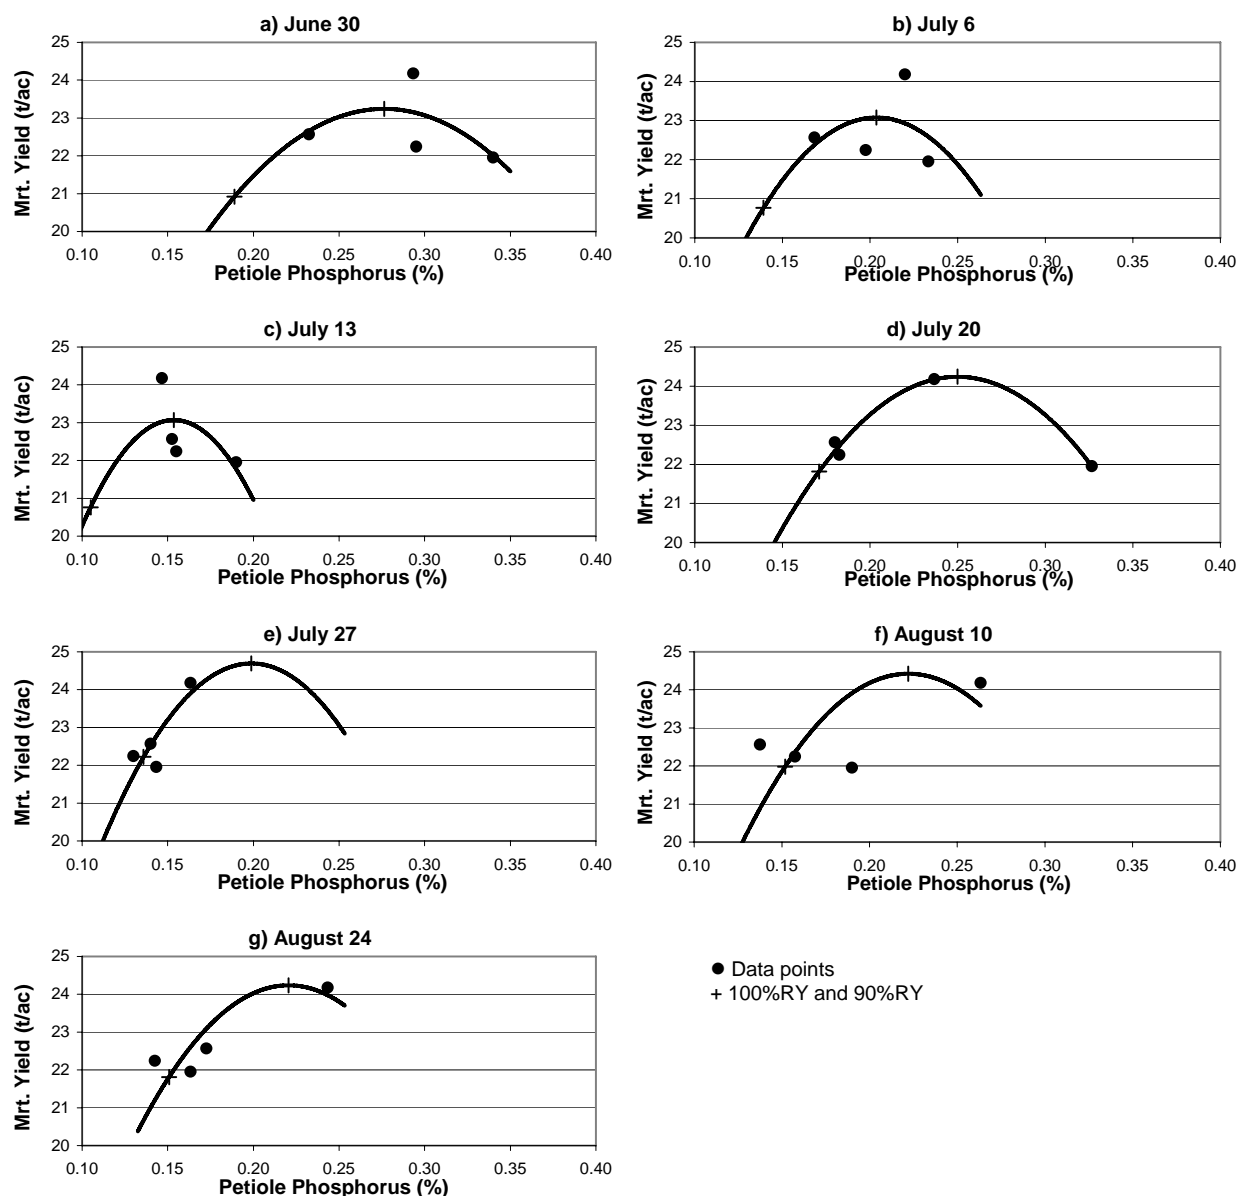 a) June 30
25
24
23
22
21
20
Mrt. Yield (t/ac)
0.10 0.15 0.20 0.25 0.30 0.35 0.40
Petiole Phosphorus (%)
b) July 6
25
24
23
22
21
20
Mrt. Yield (t/ac)
0.10 0.15 0.20 0.25 0.30 0.35 0.40
Petiole Phosphorus (%)
c) July 13
25
24
23
22
21
20
Mrt. Yield (t/ac)
0.10 0.15 0.20 0.25 0.30 0.35 0.40
Petiole Phosphorus (%)
d) July 20
25
24
23
22
21
20
Mrt. Yield (t/ac)
0.10 0.15 0.20 0.25 0.30 0.35 0.40
Petiole Phosphorus (%)
e) July 27
25
24
23
22
21
20
Mrt. Yield (t/ac)
0.10 0.15 0.20 0.25 0.30 0.35 0.40
Petiole Phosphorus (%)
f) August 10
25
24
23
22
21
20
Mrt. Yield (t/ac)
0.10 0.15 0.20 0.25 0.30 0.35 0.40
Petiole Phosphorus (%)
g) August 24
25
24
23
22
21
20
Mrt. Yield (t/ac)
0.10 0.15 0.20 0.25 0.30 0.35 0.40
Petiole Phosphorus (%)
Data points
+ 100%RY and 90%RY